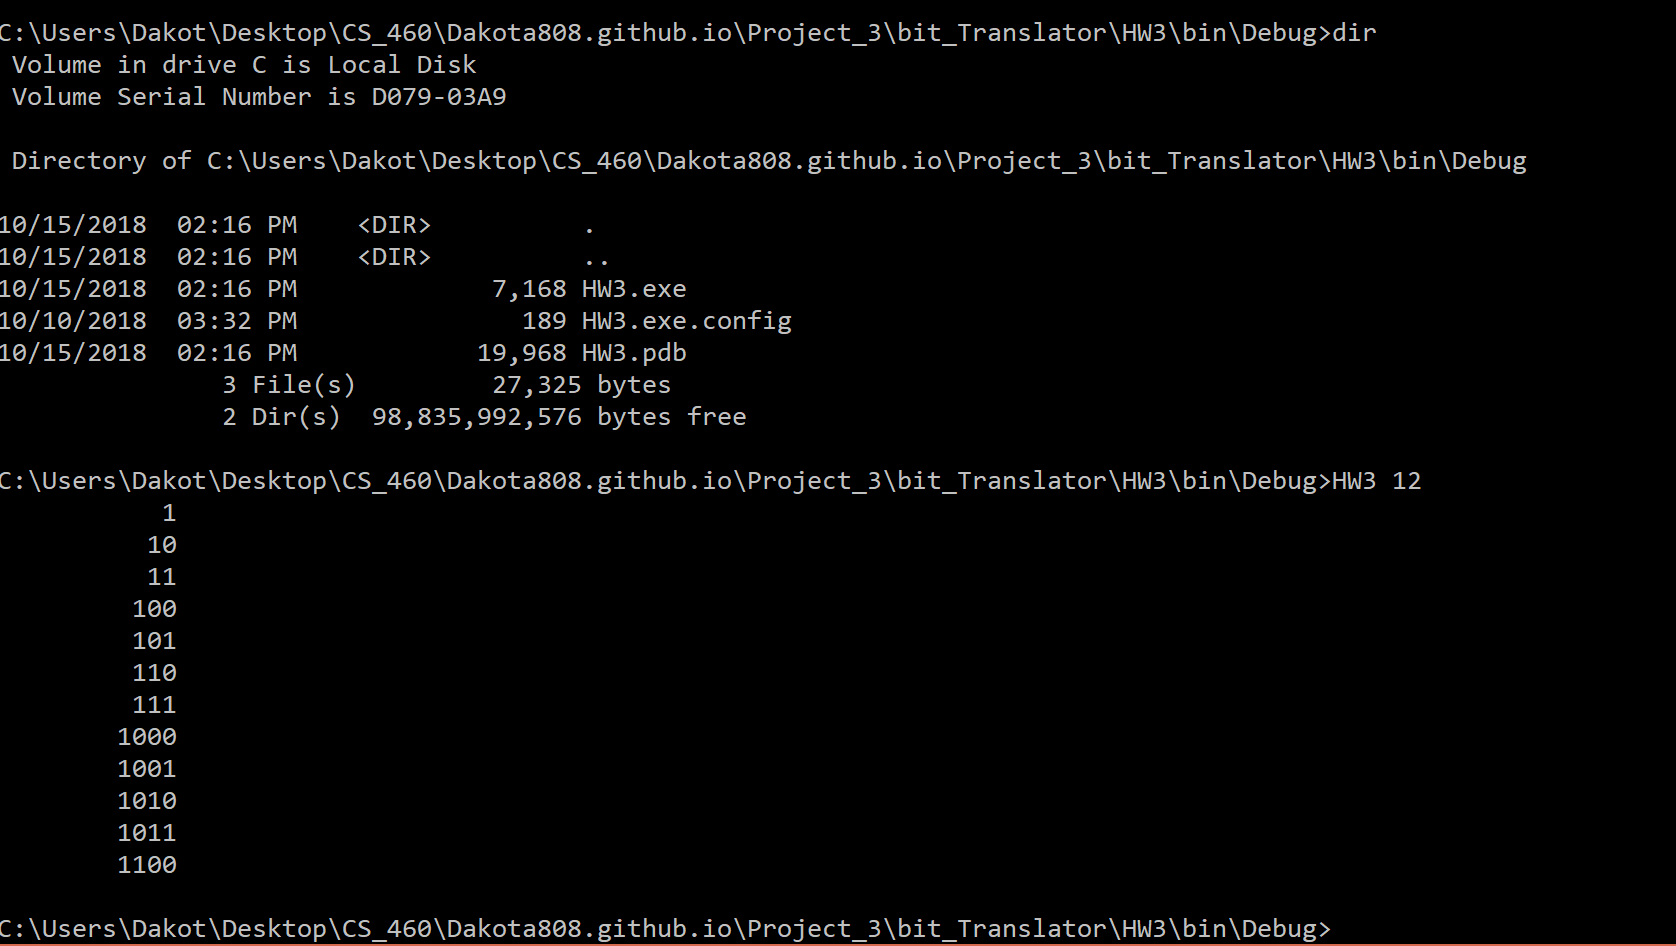 C:\Users\Dakot\Desktop\CS_460\Dakota808.github.io\Project_3\bit_Translator\HW3\bin\Debug>dir
 Volume in drive C is Local Disk
 Volume Serial Number is D079-03A9

 Directory of C:\Users\Dakot\Desktop\CS_460\Dakota808.github.io\Project_3\bit_Translator\HW3\bin\Debug

10/15/2018  02:16 PM    <DIR>          .
10/15/2018  02:16 PM    <DIR>          ..
10/15/2018  02:16 PM             7,168 HW3.exe
10/10/2018  03:32 PM               189 HW3.exe.config
10/15/2018  02:16 PM            19,968 HW3.pdb
               3 File(s)         27,325 bytes
               2 Dir(s)  98,835,992,576 bytes free

C:\Users\Dakot\Desktop\CS_460\Dakota808.github.io\Project_3\bit_Translator\HW3\bin\Debug>HW3 12
           1
          10
          11
         100
         101
         110
         111
        1000
        1001
        1010
        1011
        1100

C:\Users\Dakot\Desktop\CS_460\Dakota808.github.io\Project_3\bit_Translator\HW3\bin\Debug>